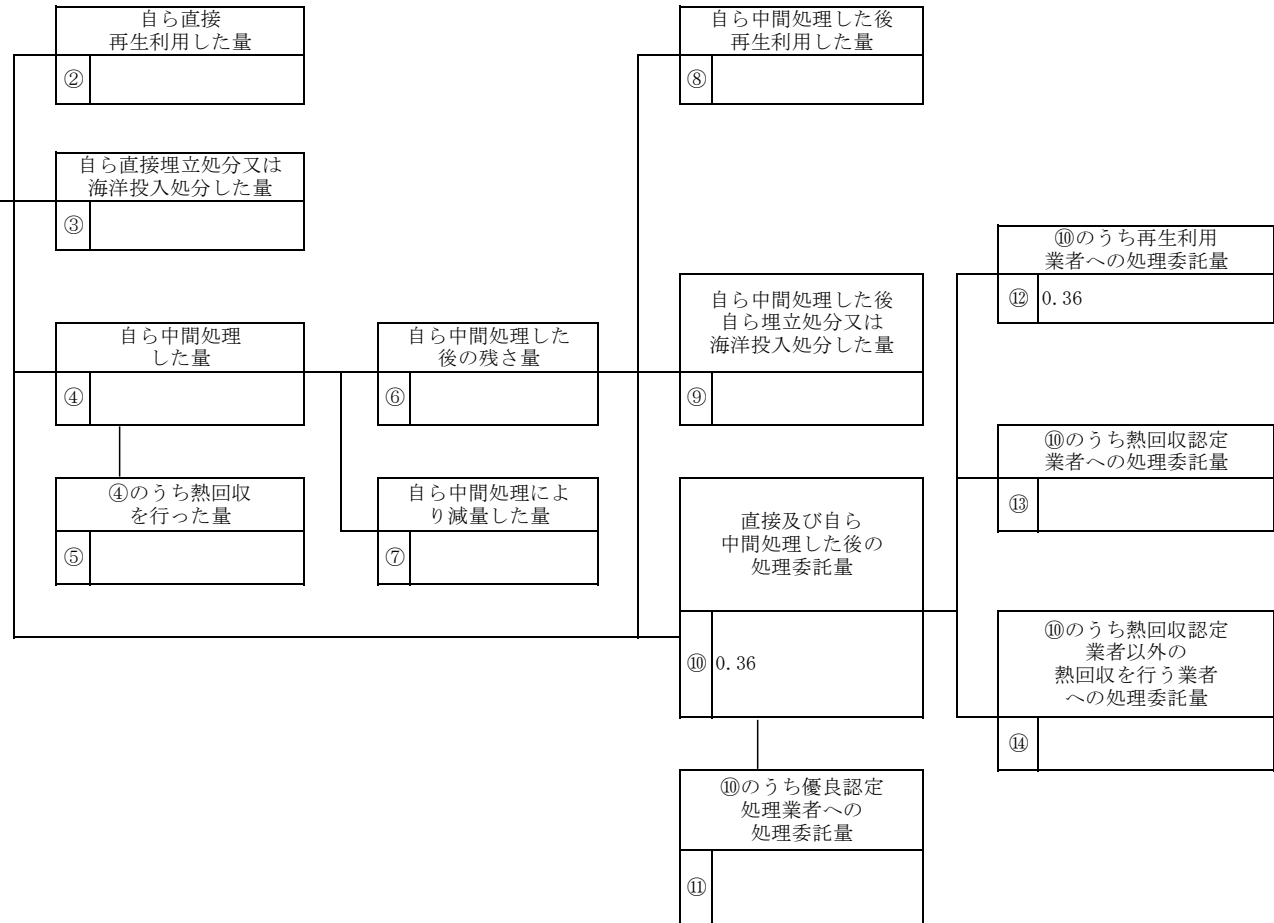 自ら直接
再生利用した量
②
自ら直接埋立処分又は
海洋投入処分した量
③
自ら中間処理
した量
④
④のうち熱回収
を行った量
⑤
自ら中間処理した
後の残さ量
⑥
自ら中間処理によ
り減量した量
⑦
自ら中間処理した後
再生利用した量
⑧
自ら中間処理した後
自ら埋立処分又は
海洋投入処分した量
⑨
直接及び自ら
中間処理した後の
処理委託量
⑩ 0.36
⑩のうち優良認定
処理業者への
処理委託量
⑪
⑩のうち再生利用
業者への処理委託量
⑫ 0.36
⑩のうち熱回収認定
業者への処理委託量
⑬
⑩のうち熱回収認定
業者以外の
熱回収を行う業者
への処理委託量
⑭